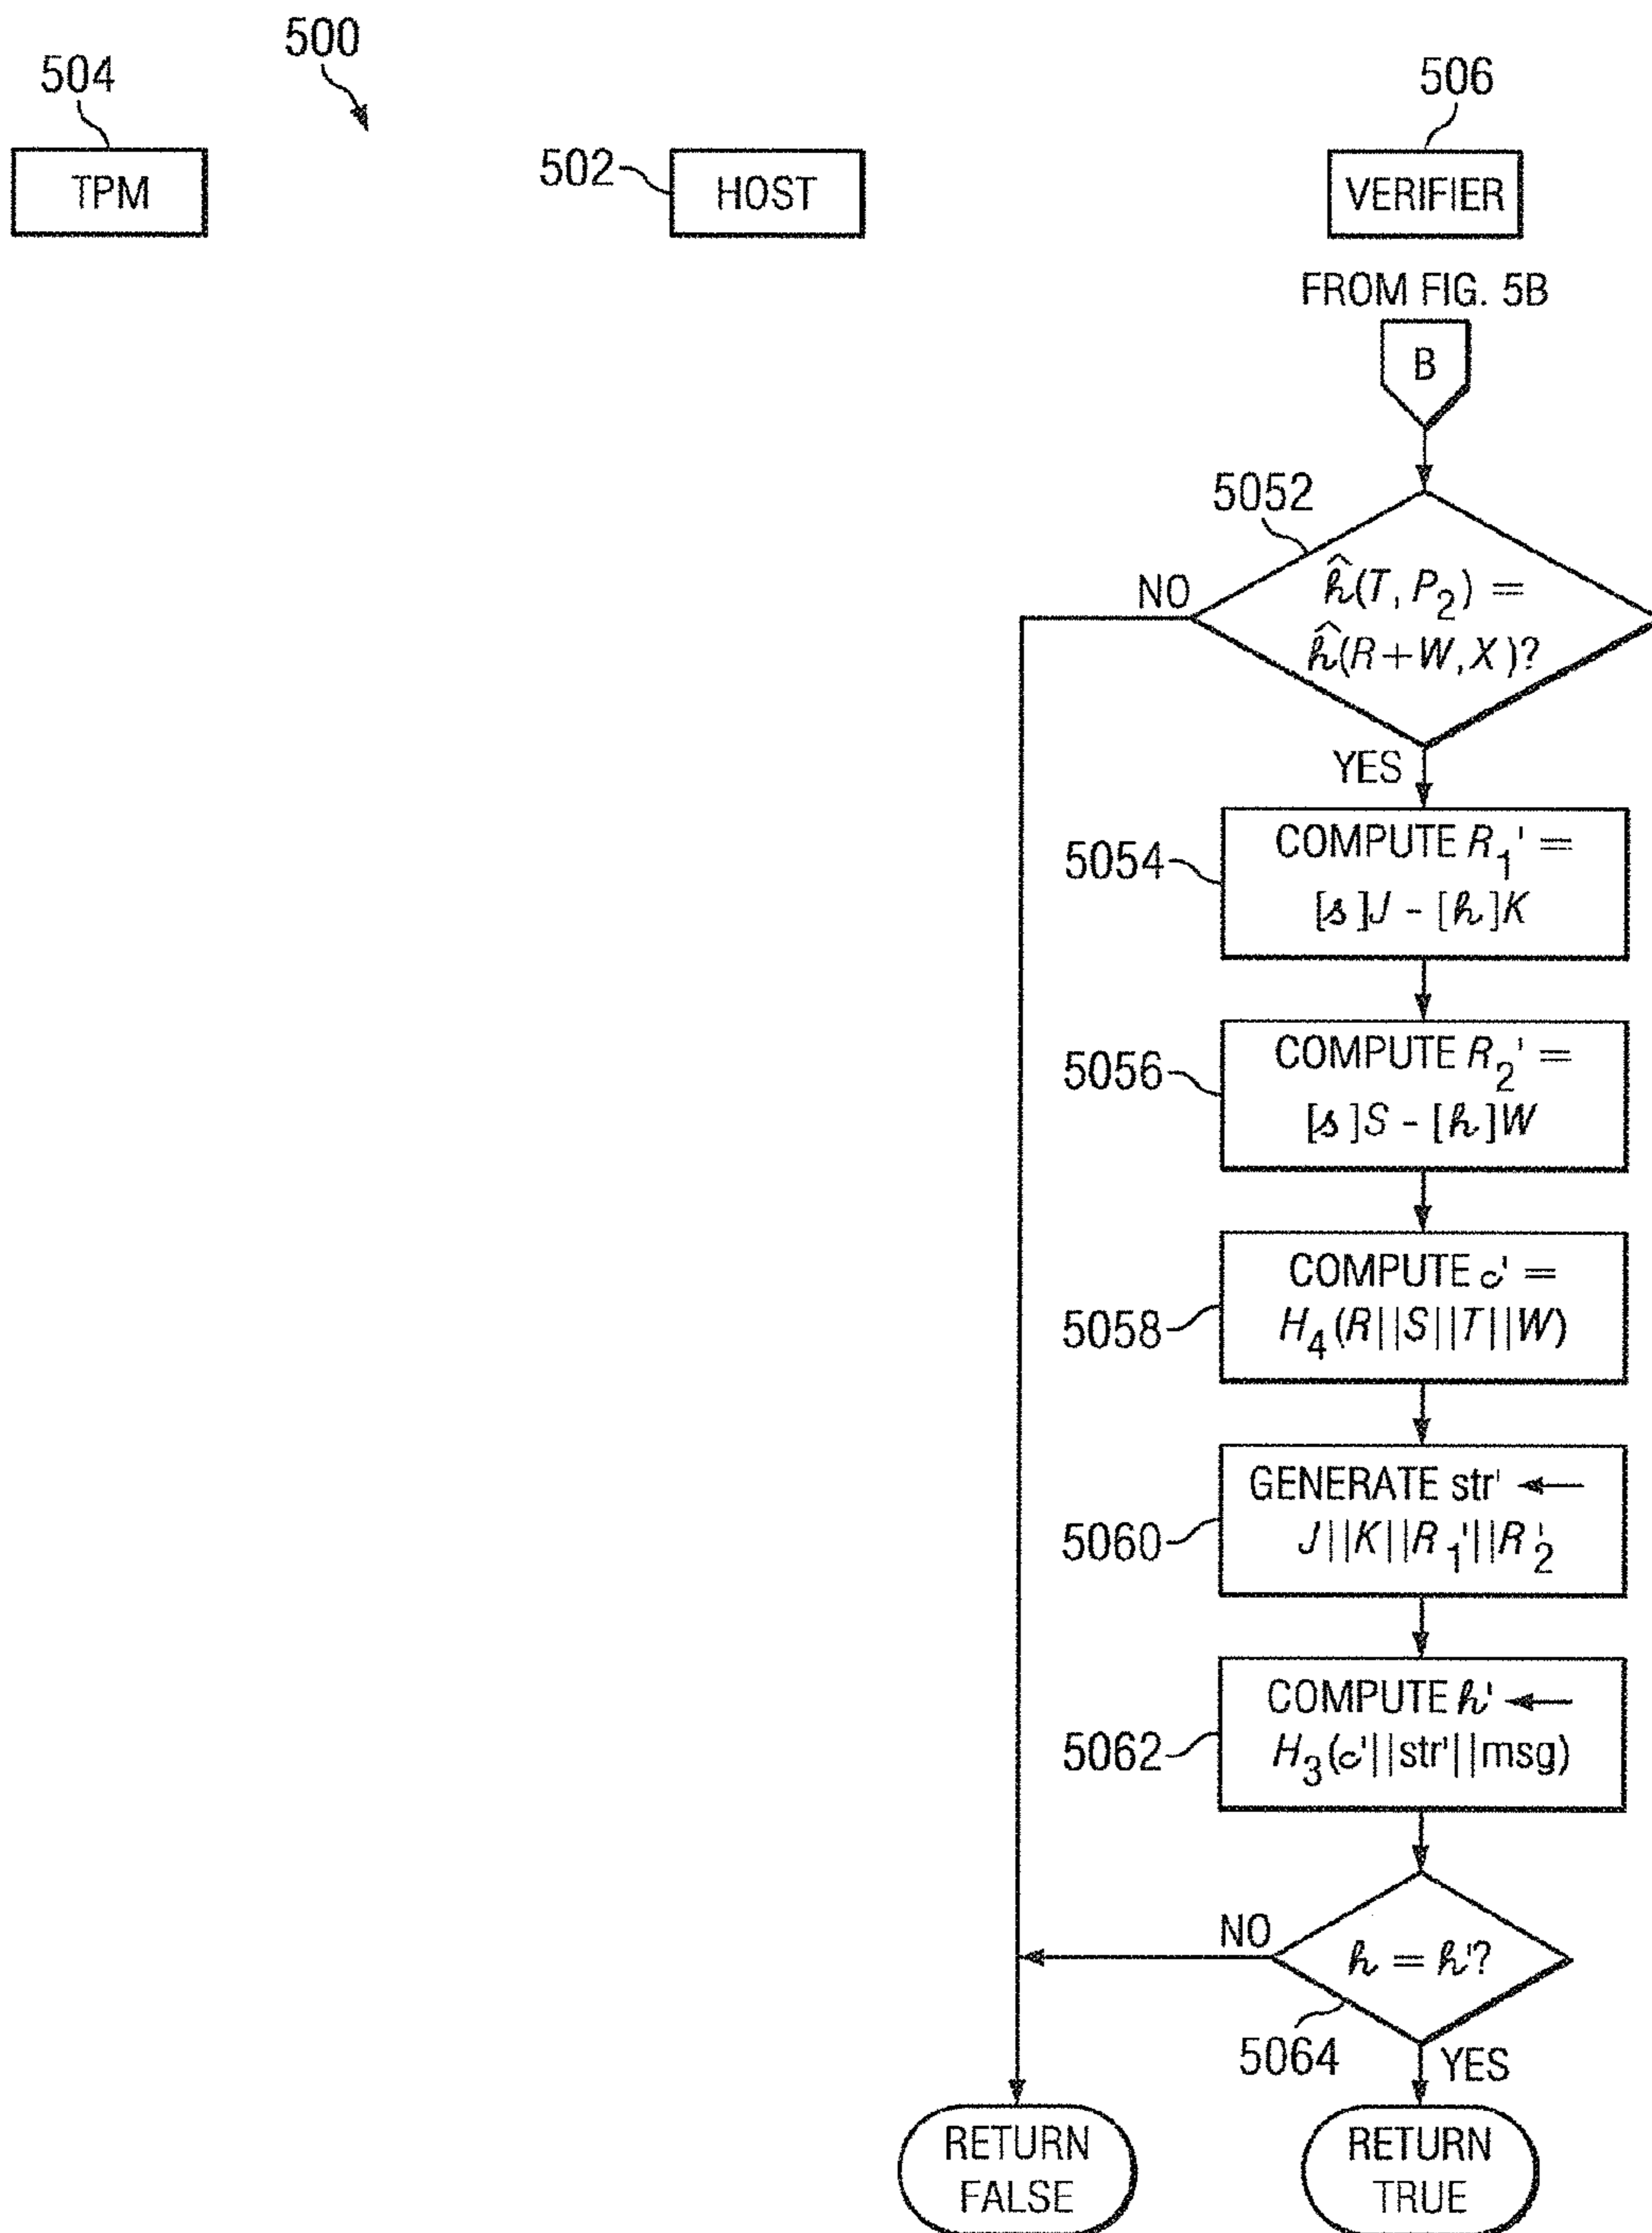 500
504
506
TPM
502
HOST
VERIFIER
FROM FIG. 5B
B
5052
NO
ĥ(T, P₂) =
ĥ(R+W, X)?
YES
5054
COMPUTE R₁' =
[s]J - [h]K
5056
COMPUTE R₂' =
[s]S - [h]W
5058
COMPUTE c' =
H₄(R||S||T||W)
5060
GENERATE str' ←
J||K||R₁'||R₂'
5062
COMPUTE h' ←
H₃(c'||str'||msg)
NO
h = h'?
5064
YES
RETURN
FALSE
RETURN
TRUE